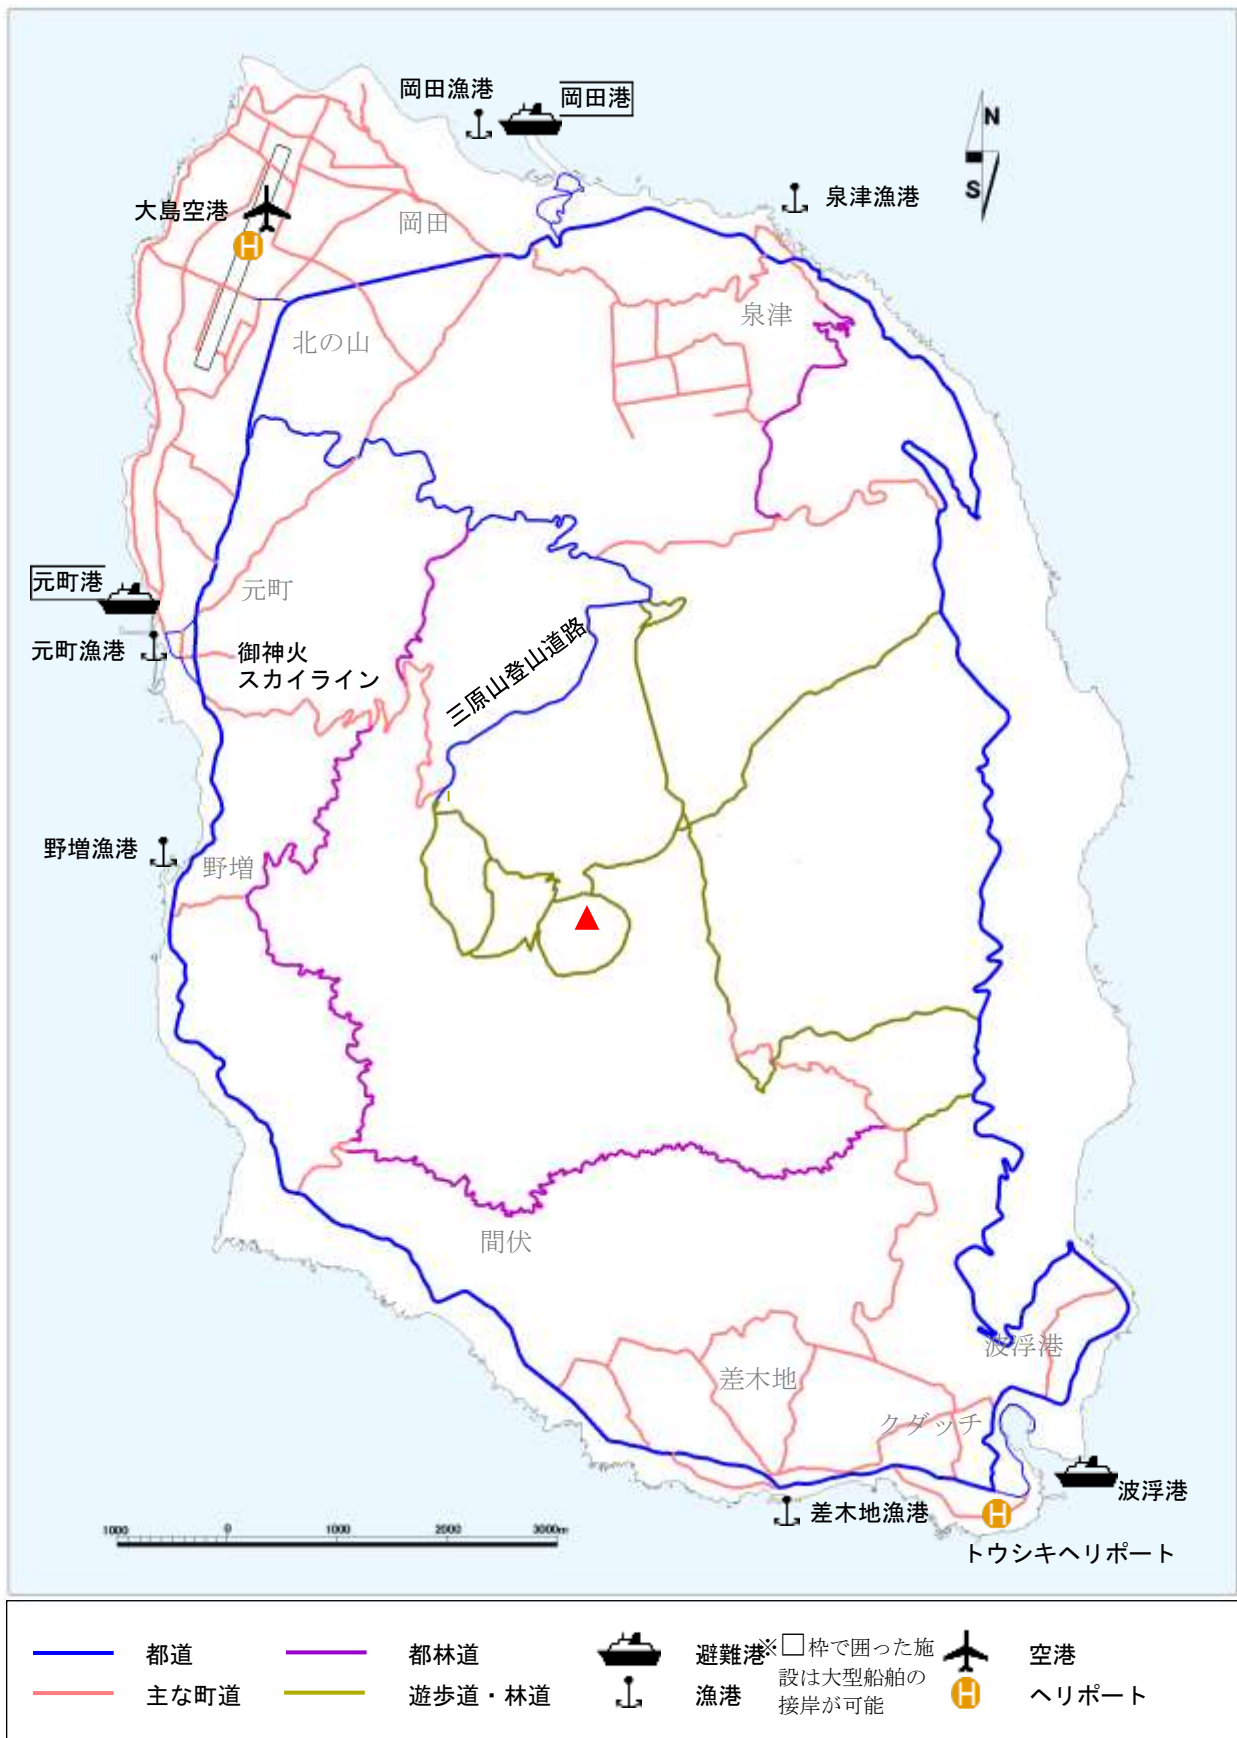 岡田漁港
岡田港
N
S
泉津漁港
大島空港
H
岡田
泉津
北の山
元町港
元町
元町漁港
御神火
スカイライン
三原山登山道路
野増漁港
野増
間伏
波浮港
差木地
クダッチ
波浮港
差木地漁港
H
トウシキヘリポート
1000 0 1000 2000 3000m
都道
都林道
避難港
※□枠で囲った施
設は大型船舶の
接岸が可能
空港
主な町道
遊歩道・林道
漁港
H
ヘリポート